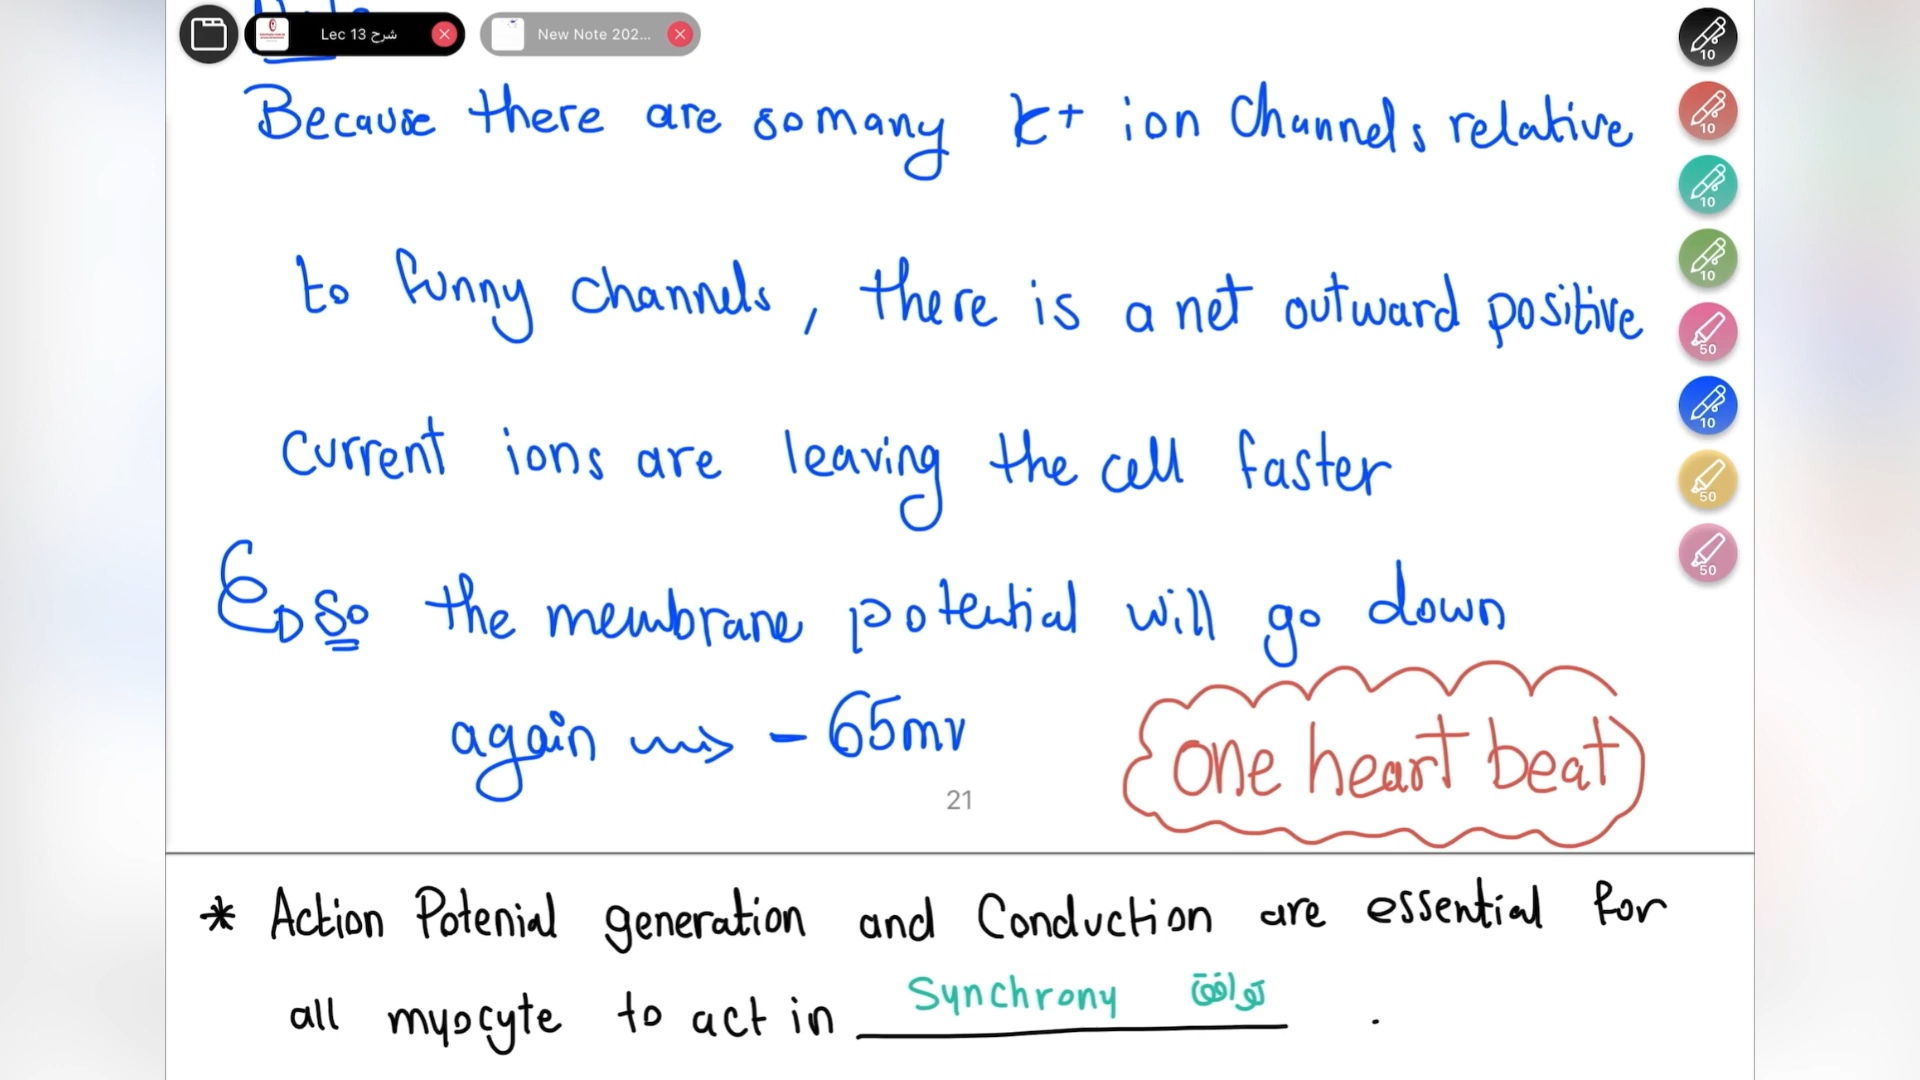 Lec 13 شرح
New Note 202...
Because there are so many K+ ion Channels relative
to funny channels, there is a net outward positive
Current ions are leaving the cell faster
So the membrane potential will go down
again → - 65mv
one heart beat
21
* Action Potenial generation and Conduction are essential for
Synchrony توافق
all myocyte to act in ________ .
10
10
10
10
50
10
50
50